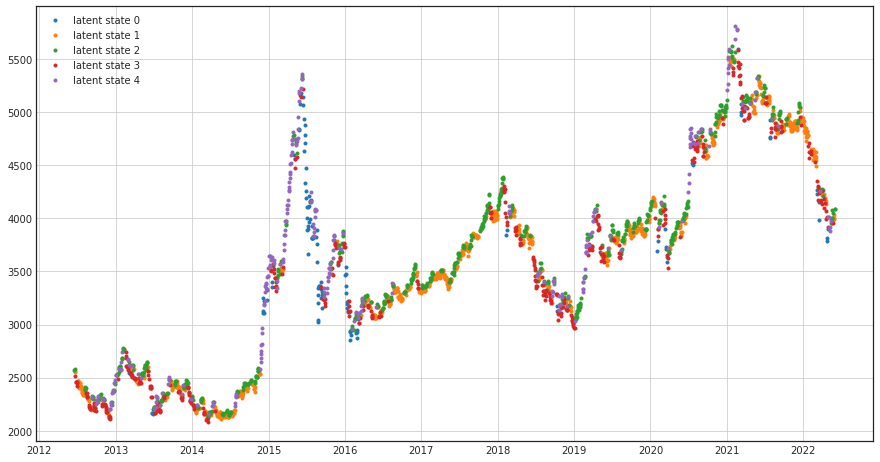 latent state 0
latent state 1
latent state 2
latent state 3
latent state 4
5500
5000
4500
4000
3500
3000
2500
2000
2012 2013 2014 2015 2016 2017 2018 2019 2020 2021 2022